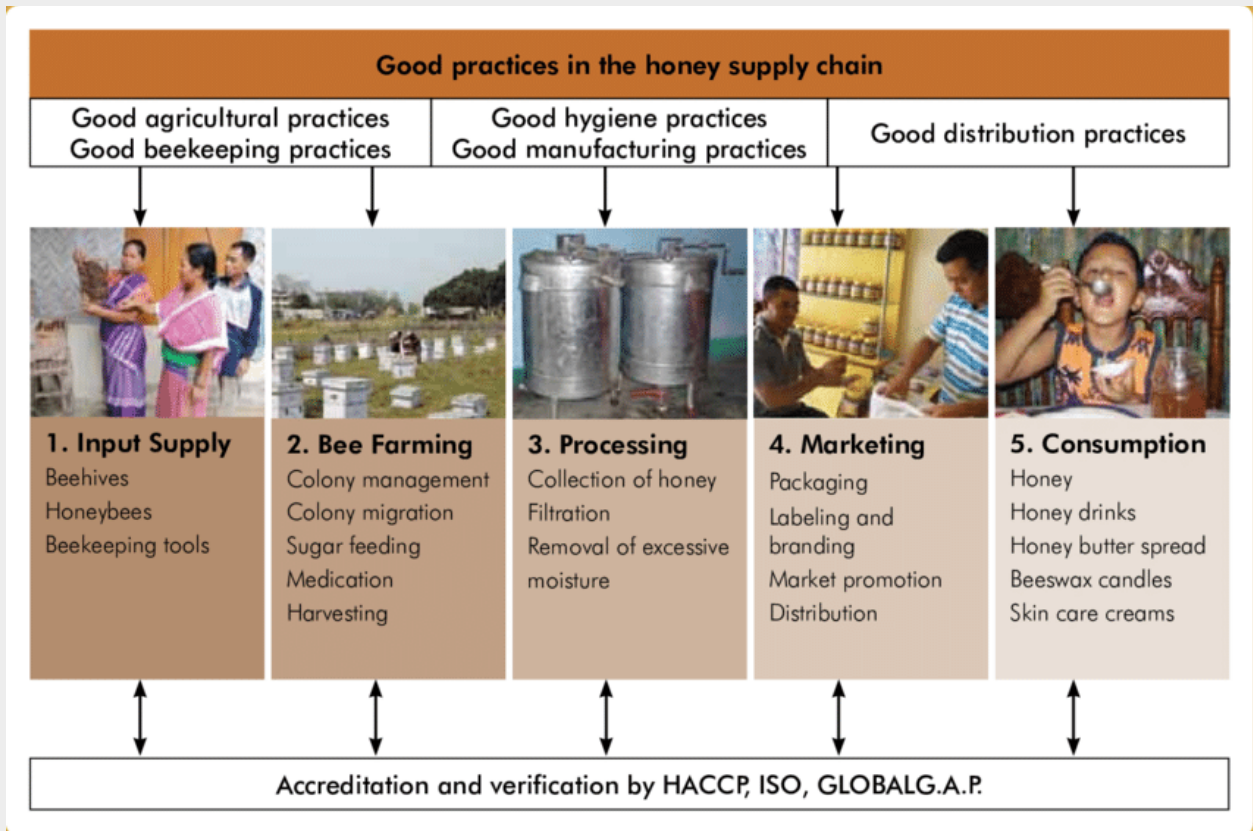 Good practices in the honey supply chain
Good agricultural practices
Good beekeeping practices
Good hygiene practices
Good manufacturing practices
Good distribution practices
1. Input Supply
Beehives
Honeybees
Beekeeping tools
2. Bee Farming
Colony management
Colony migration
Sugar feeding
Medication
Harvesting
3. Processing
Collection of honey
Filtration
Removal of excessive
moisture
4. Marketing
Packaging
Labeling and
branding
Market promotion
Distribution
5. Consumption
Honey
Honey drinks
Honey butter spread
Beeswax candles
Skin care creams
Accreditation and verification by HACCP, ISO, GLOBALG.A.P.